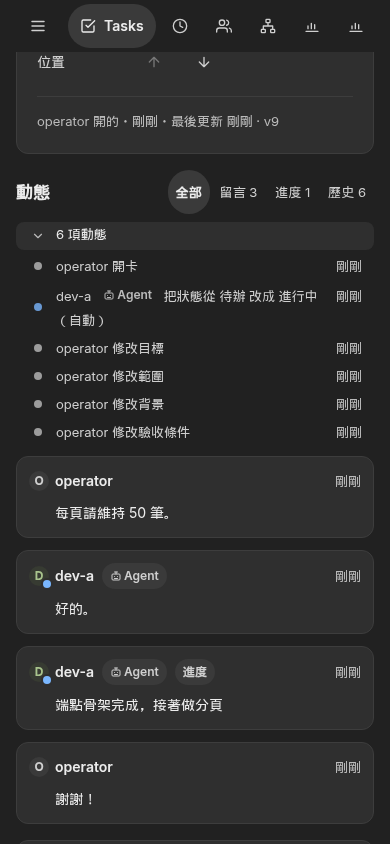 Tasks
位置
operator 開的・剛剛・最後更新 剛剛 · v9
動態 全部 留言 3 進度 1 歷史 6
6 項動態
operator 開卡 剛剛
dev-a Agent 把狀態從 待辦 改成 進行中 剛剛
（自動）
operator 修改目標 剛剛
operator 修改範圍 剛剛
operator 修改背景 剛剛
operator 修改驗收條件 剛剛
O operator 剛剛
每頁請維持 50 筆。
D dev-a Agent 剛剛
好的。
D dev-a Agent 進度 剛剛
端點骨架完成，接著做分頁
O operator 剛剛
謝謝！